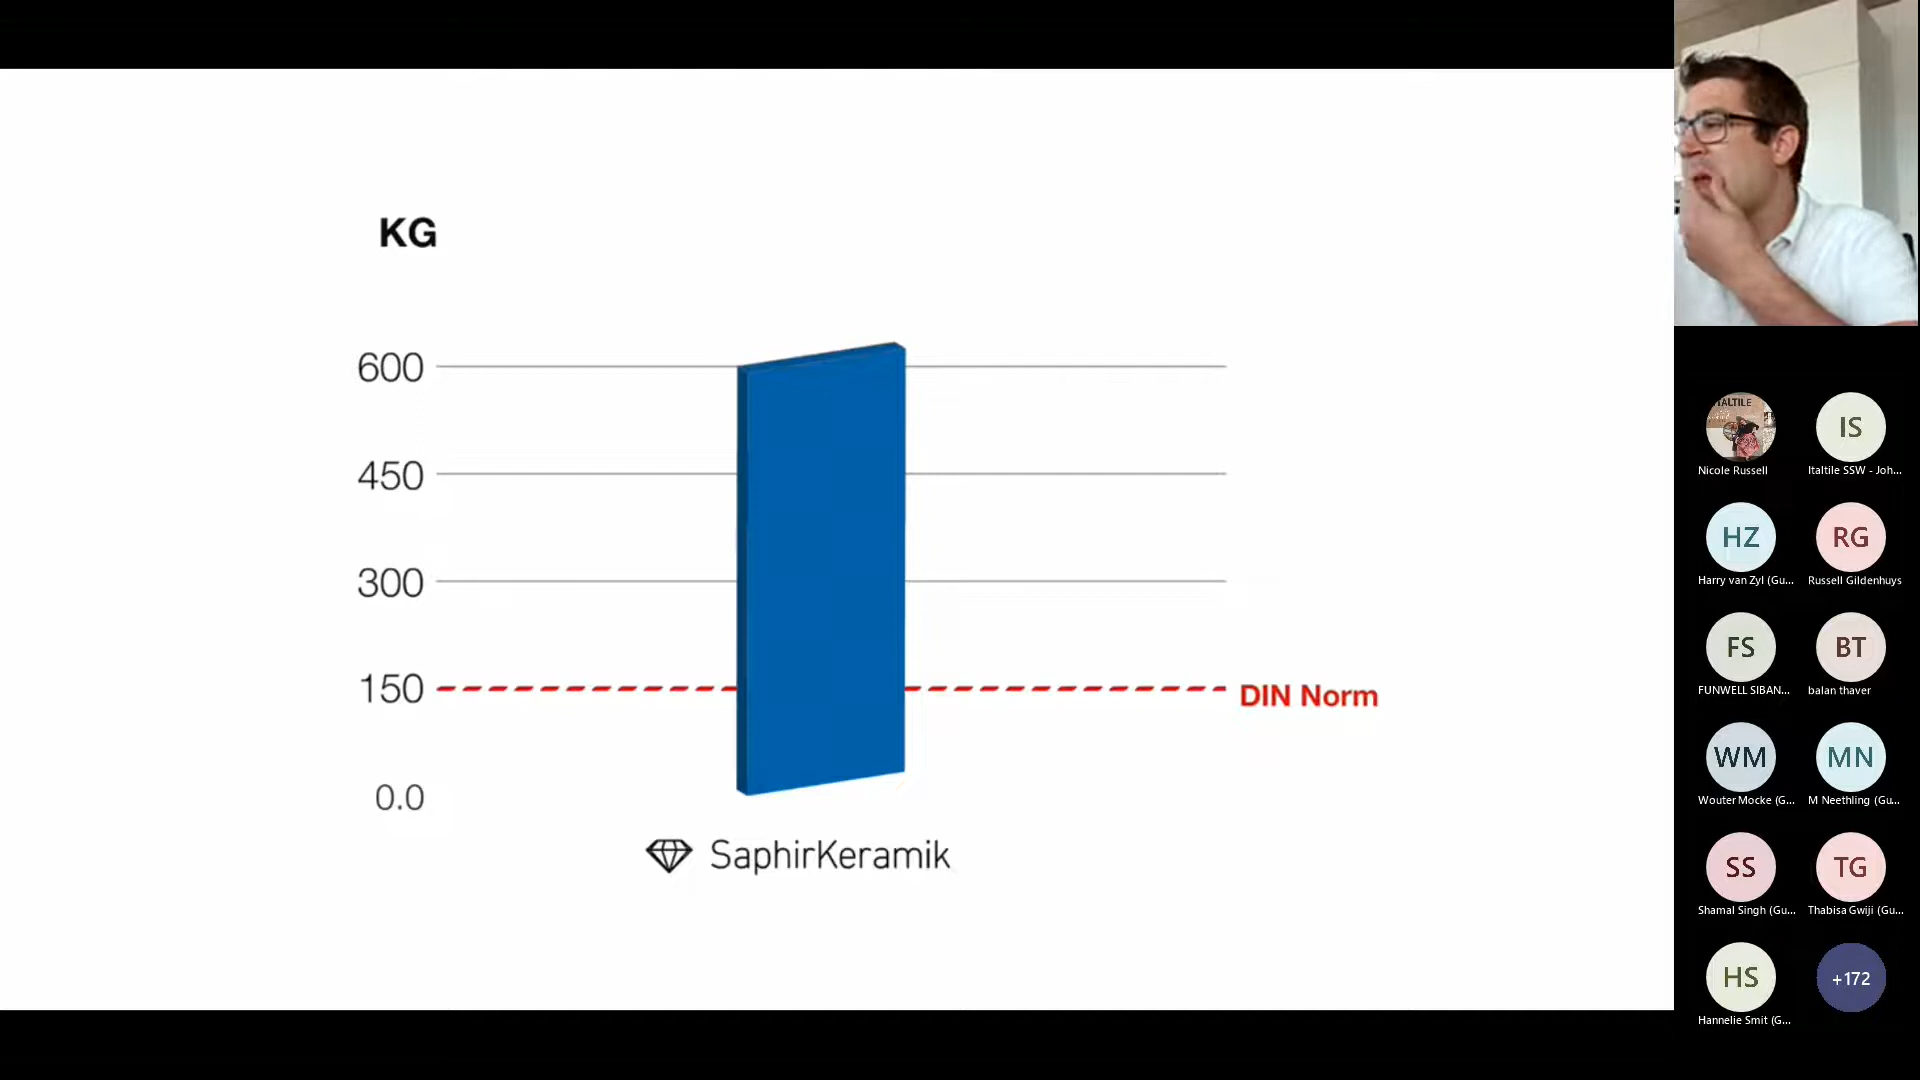 KG
600
450
300
150
DIN Norm
0.0
SaphirKeramik
ITALTILE
Nicole Russell
IS
Italtile SSW - Joh...
HZ
Harry van Zyl (Gu...
RG
Russell Gildenhuys
FS
FUNWELL SIBAN...
BT
balan thaver
WM
Wouter Mocke (G...
MN
M Neethling (Gu...
SS
Shamal Singh (Gu...
TG
Thabisa Gwiji (Gu...
HS
Hannelie Smit (G...
+172